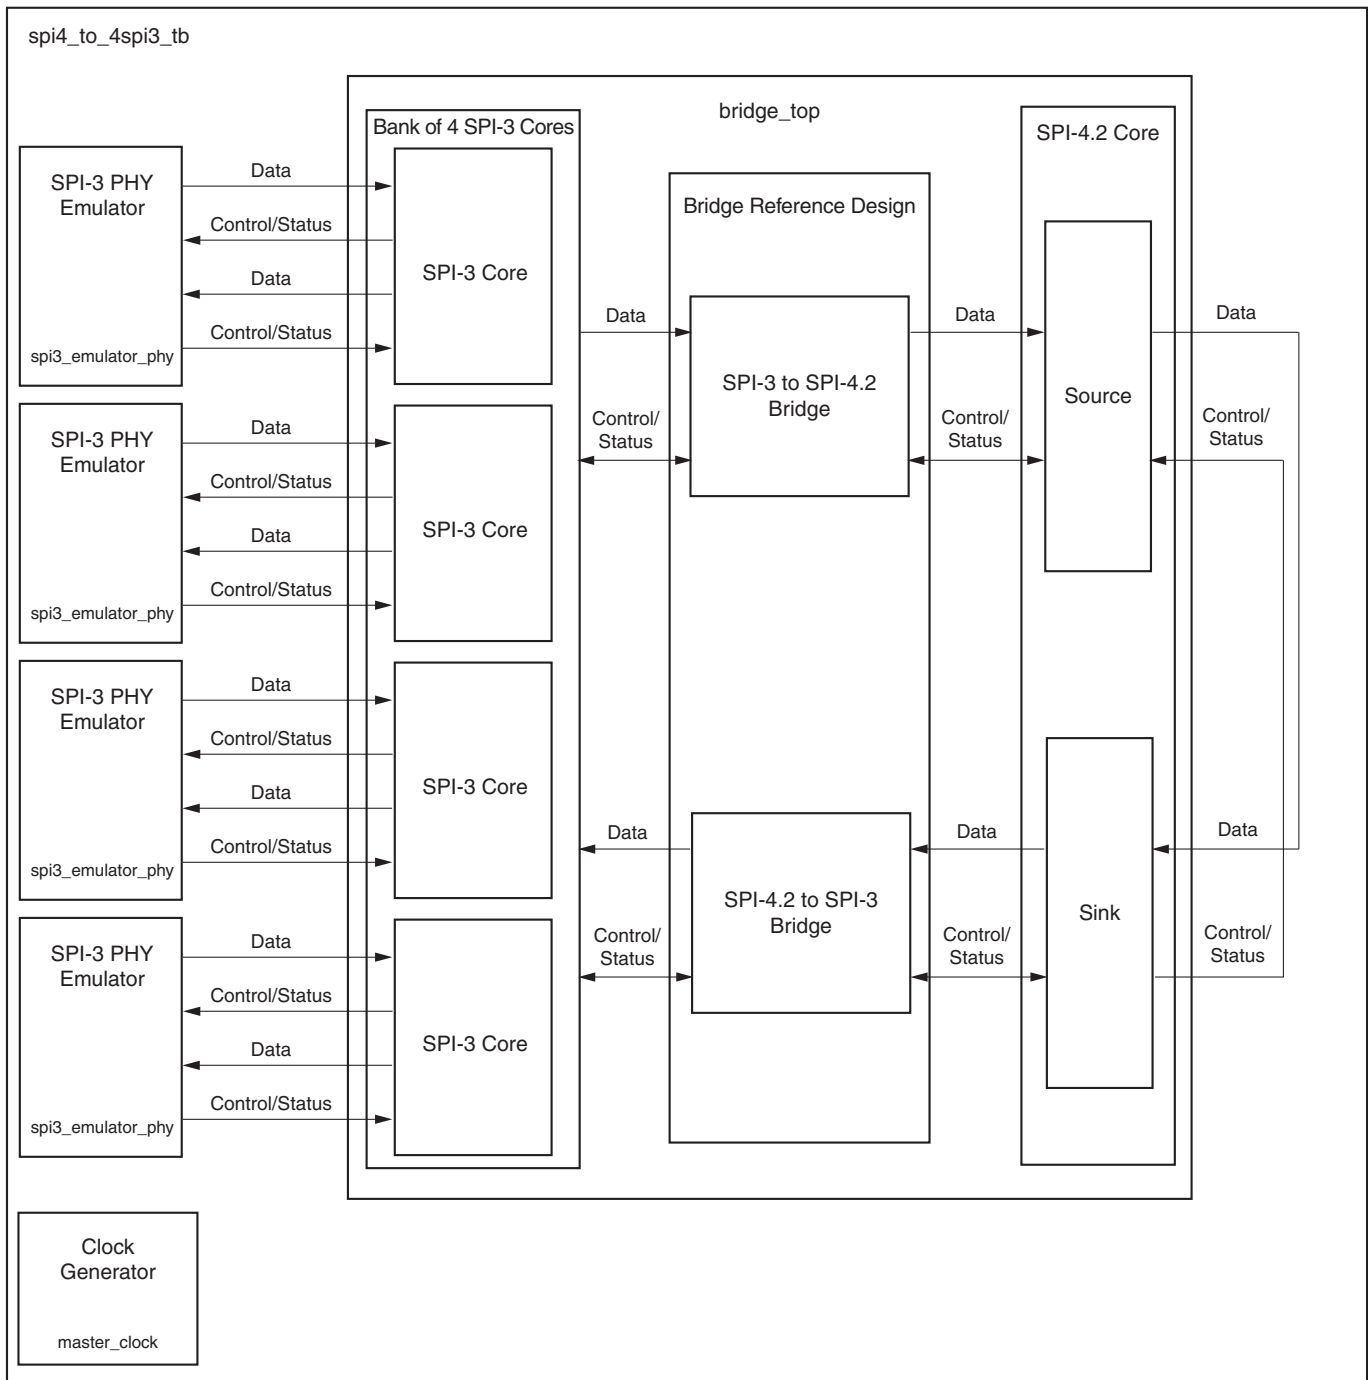 spi4_to_4spi3_tb
bridge_top
Bank of 4 SPI-3 Cores
SPI-4.2 Core
Bridge Reference Design
SPI-3 PHY
Emulator
spi3_emulator_phy
Data
Control/Status
Data
Control/Status
SPI-3 Core
SPI-3 PHY
Emulator
spi3_emulator_phy
Data
Control/Status
Data
Control/Status
SPI-3 Core
SPI-3 PHY
Emulator
spi3_emulator_phy
Data
Control/Status
Data
Control/Status
SPI-3 Core
SPI-3 PHY
Emulator
spi3_emulator_phy
Data
Control/Status
Data
Control/Status
SPI-3 Core
Data
Control/
Status
SPI-3 to SPI-4.2
Bridge
Data
Control/
Status
Source
Data
Control/
Status
Data
Control/
Status
SPI-4.2 to SPI-3
Bridge
Data
Control/
Status
Sink
Data
Control/
Status
Clock
Generator
master_clock